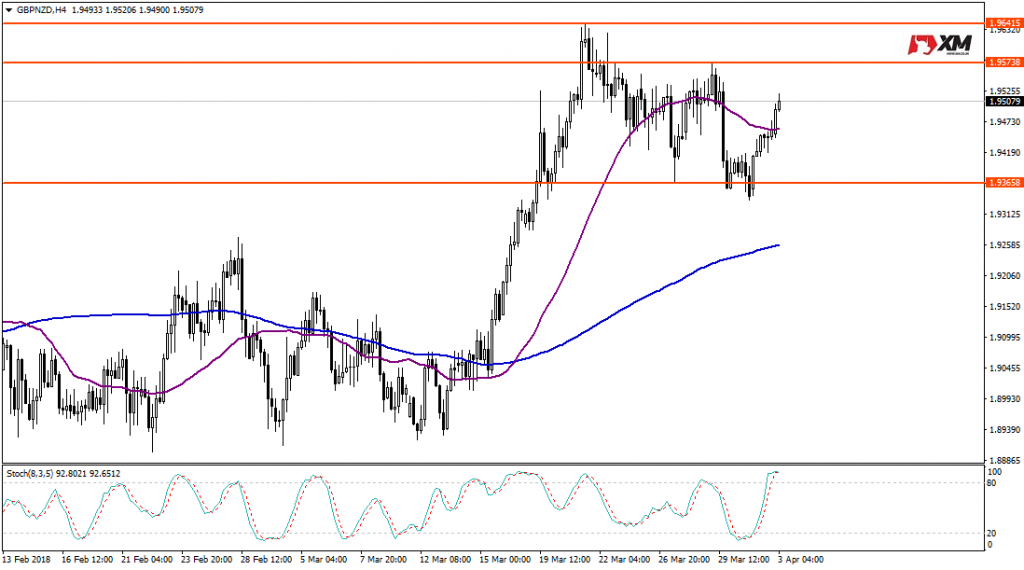 GBPNZD,H4 1.94933 1.95206 1.94900 1.95079
XM
1.96415
1.96320
1.95738
1.95255
1.95079
1.94730
1.94190
1.93658
1.93125
1.92585
1.92060
1.91520
1.90995
1.90455
1.89930
1.89390
1.88865
Stoch(8,3,5) 92.8021 92.6512
100
80
20
0
13 Feb 2018
16 Feb 12:00
21 Feb 04:00
23 Feb 20:00
28 Feb 12:00
5 Mar 04:00
7 Mar 20:00
12 Mar 08:00
15 Mar 00:00
19 Mar 12:00
22 Mar 04:00
26 Mar 20:00
29 Mar 12:00
3 Apr 04:00